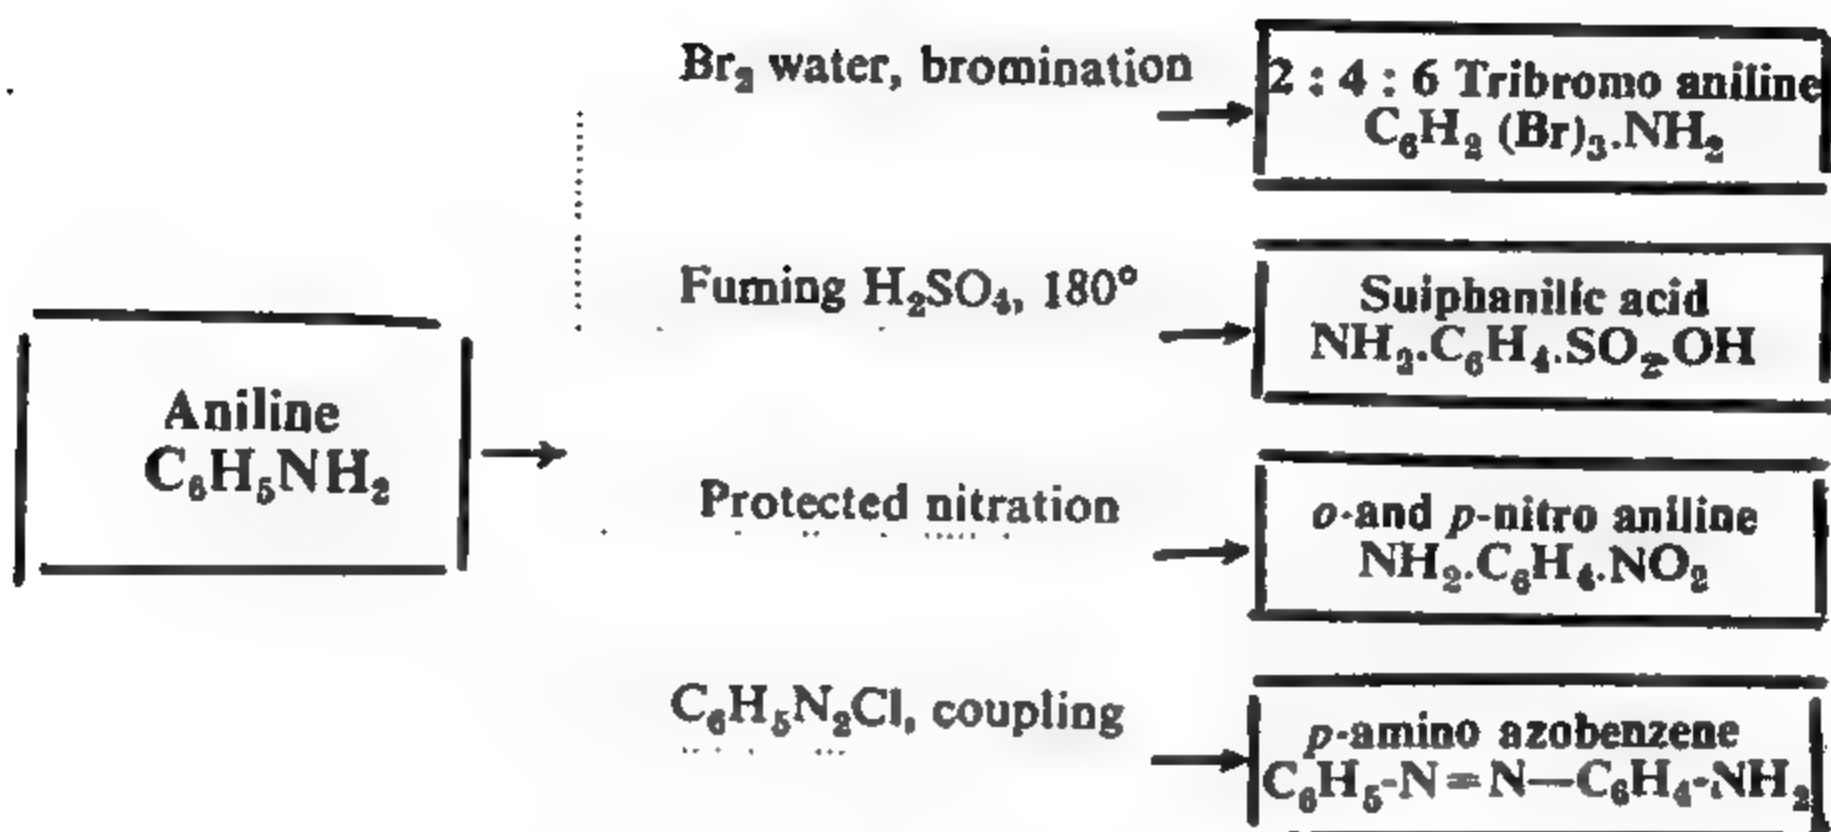 Br₂ water, bromination
2 : 4 : 6 Tribromo aniline
C₆H₂ (Br)₃.NH₂
Fuming H₂SO₄, 180°
Sulphanilic acid
NH₂.C₆H₄.SO₂.OH
Aniline
C₆H₅NH₂
Protected nitration
o-and p-nitro aniline
NH₂.C₆H₄.NO₂
C₆H₅N₂Cl, coupling
p-amino azobenzene
C₆H₅-N=N—C₆H₄-NH₂